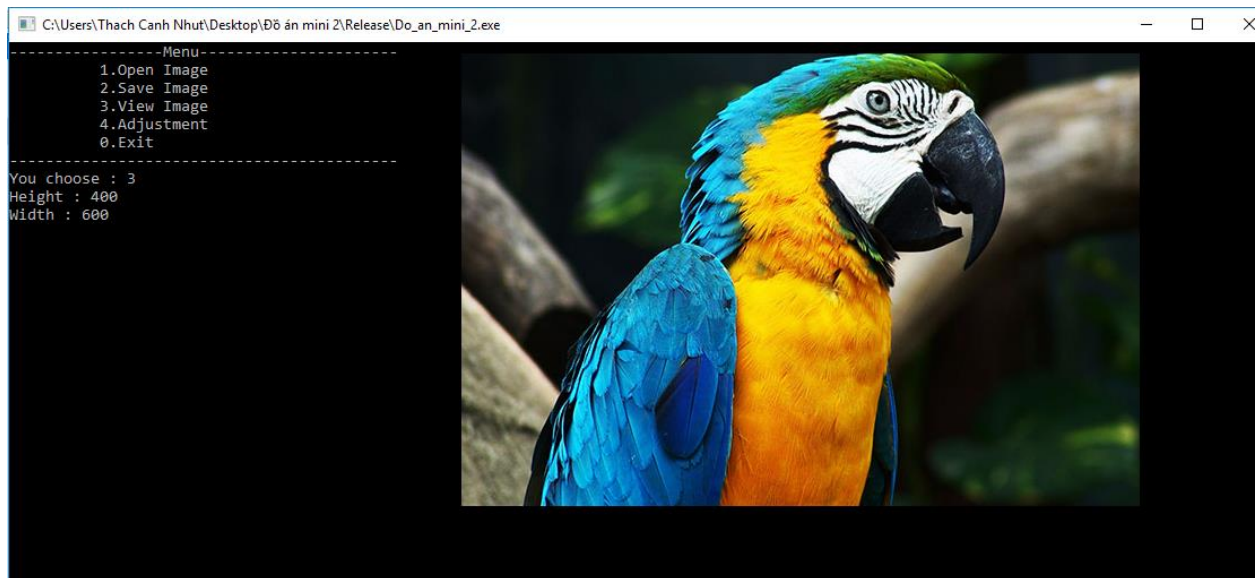 C:\Users\Thach Canh Nhut\Desktop\Đồ án mini 2\Release\Do_an_mini_2.exe
-----------------Menu----------------------
1.Open Image
2.Save Image
3.View Image
4.Adjustment
0.Exit
-------------------------------------------
You choose : 3
Height : 400
Width : 600